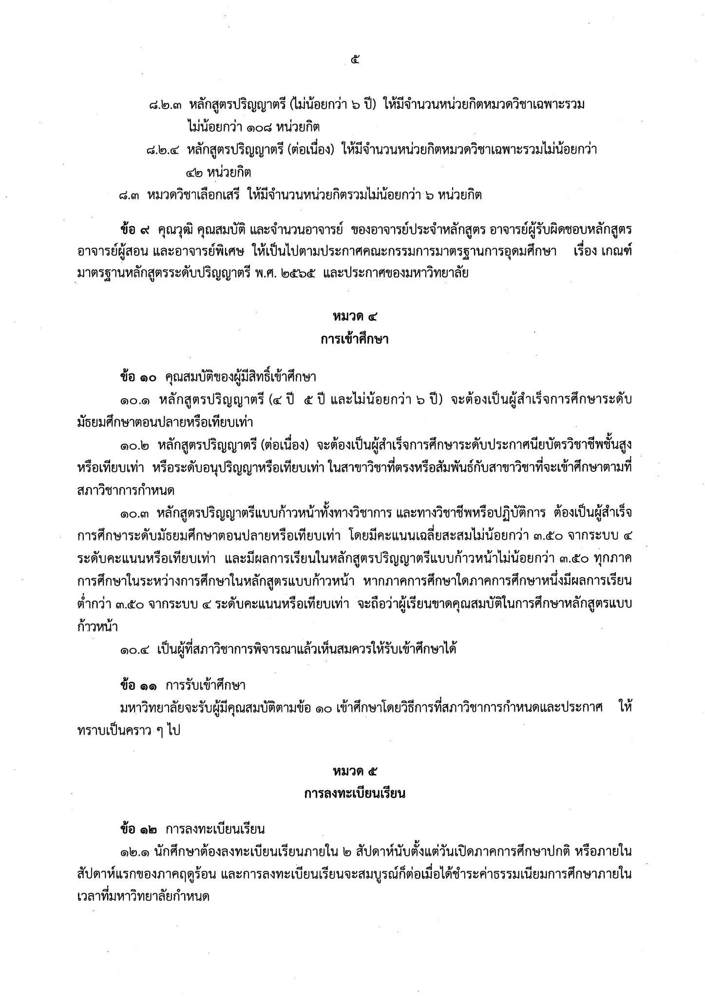 ๕
๘.๒.๓ หลักสูตรปริญญาตรี (ไม่น้อยกว่า ๖ ปี) ให้มีจำนวนหน่วยกิตหมวดวิชาเฉพาะรวม
ไม่น้อยกว่า ๑๐๘ หน่วยกิต
๘.๒.๔ หลักสูตรปริญญาตรี (ต่อเนื่อง) ให้มีจำนวนหน่วยกิตหมวดวิชาเฉพาะรวมไม่น้อยกว่า
๔๒ หน่วยกิต
๘.๓ หมวดวิชาเลือกเสรี ให้มีจำนวนหน่วยกิตรวมไม่น้อยกว่า ๖ หน่วยกิต
ข้อ ๙ คุณวุฒิ คุณสมบัติ และจำนวนอาจารย์ ของอาจารย์ประจำหลักสูตร อาจารย์ผู้รับผิดชอบหลักสูตร
อาจารย์ผู้สอน และอาจารย์พิเศษ ให้เป็นไปตามประกาศคณะกรรมการมาตรฐานการอุดมศึกษา เรื่อง เกณฑ์
มาตรฐานหลักสูตรระดับปริญญาตรี พ.ศ. ๒๕๖๕ และประกาศของมหาวิทยาลัย
หมวด ๔
การเข้าศึกษา
ข้อ ๑๐ คุณสมบัติของผู้มีสิทธิ์เข้าศึกษา
๑๐.๑ หลักสูตรปริญญาตรี (๔ ปี ๕ ปี และไม่น้อยกว่า ๖ ปี) จะต้องเป็นผู้สำเร็จการศึกษาระดับ
มัธยมศึกษาตอนปลายหรือเทียบเท่า
๑๐.๒ หลักสูตรปริญญาตรี (ต่อเนื่อง) จะต้องเป็นผู้สำเร็จการศึกษาระดับประกาศนียบัตรวิชาชีพชั้นสูง
หรือเทียบเท่า หรือระดับอนุปริญญาหรือเทียบเท่า ในสาขาวิชาที่ตรงหรือสัมพันธ์กับสาขาวิชาที่จะเข้าศึกษาตามที่
สภาวิชาการกำหนด
๑๐.๓ หลักสูตรปริญญาตรีแบบก้าวหน้าทั้งทางวิชาการ และทางวิชาชีพหรือปฏิบัติการ ต้องเป็นผู้สำเร็จ
การศึกษาระดับมัธยมศึกษาตอนปลายหรือเทียบเท่า โดยมีคะแนนเฉลี่ยสะสมไม่น้อยกว่า ๓.๕๐ จากระบบ ๔
ระดับคะแนนหรือเทียบเท่า และมีผลการเรียนในหลักสูตรปริญญาตรีแบบก้าวหน้าไม่น้อยกว่า ๓.๕๐ ทุกภาค
การศึกษาในระหว่างการศึกษาในหลักสูตรแบบก้าวหน้า หากภาคการศึกษาใดภาคการศึกษาหนึ่งมีผลการเรียน
ต่ำกว่า ๓.๕๐ จากระบบ ๔ ระดับคะแนนหรือเทียบเท่า จะถือว่าผู้เรียนขาดคุณสมบัติในการศึกษาหลักสูตรแบบ
ก้าวหน้า
๑๐.๔ เป็นผู้ที่สภาวิชาการพิจารณาแล้วเห็นสมควรให้รับเข้าศึกษาได้
ข้อ ๑๑ การรับเข้าศึกษา
มหาวิทยาลัยจะรับผู้มีคุณสมบัติตามข้อ ๑๐ เข้าศึกษาโดยวิธีการที่สภาวิชาการกำหนดและประกาศ ให้
ทราบเป็นคราว ๆ ไป
หมวด ๕
การลงทะเบียนเรียน
ข้อ ๑๒ การลงทะเบียนเรียน
๑๒.๑ นักศึกษาต้องลงทะเบียนเรียนภายใน ๒ สัปดาห์นับตั้งแต่วันเปิดภาคการศึกษาปกติ หรือภายใน
สัปดาห์แรกของภาคฤดูร้อน และการลงทะเบียนเรียนจะสมบูรณ์ก็ต่อเมื่อได้ชำระค่าธรรมเนียมการศึกษาภายใน
เวลาที่มหาวิทยาลัยกำหนด